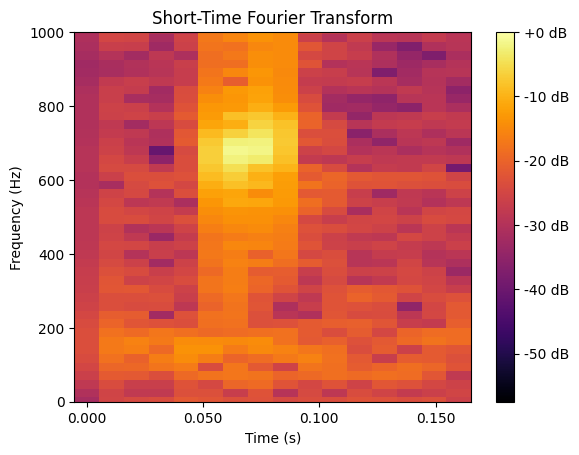 Short-Time Fourier Transform
Frequency (Hz)
1000
800
600
400
200
0
0.000
0.050
0.100
0.150
Time (s)
+0 dB
-10 dB
-20 dB
-30 dB
-40 dB
-50 dB